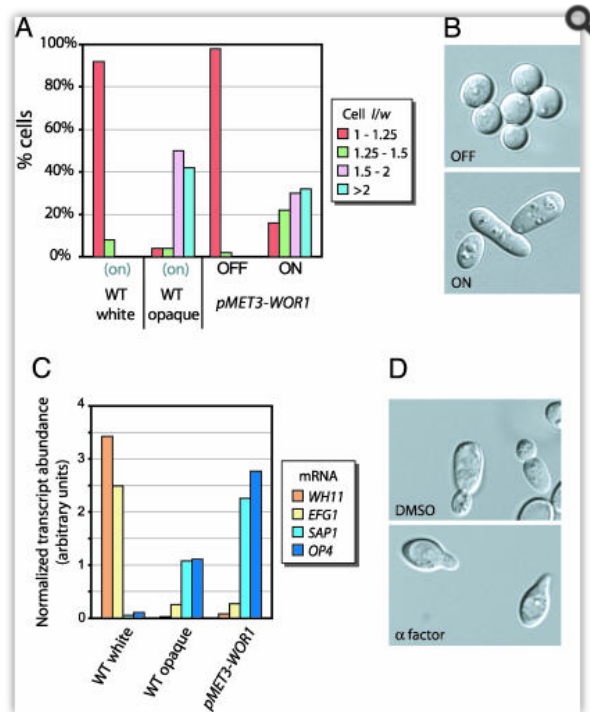 A
100%
80%
60%
40%
20%
0%
% cells
Cell l/w
1 - 1.25
1.25 - 1.5
1.5 - 2
>2
(on)
(on)
OFF
ON
WT
white
WT
opaque
pMET3-WOR1
B
OFF
ON
C
4
3
2
1
0
Normalized transcript abundance
(arbitrary units)
mRNA
WH11
EFG1
SAP1
OP4
WT white
WT opaque
pMET3-WOR1
D
DMSO
α factor